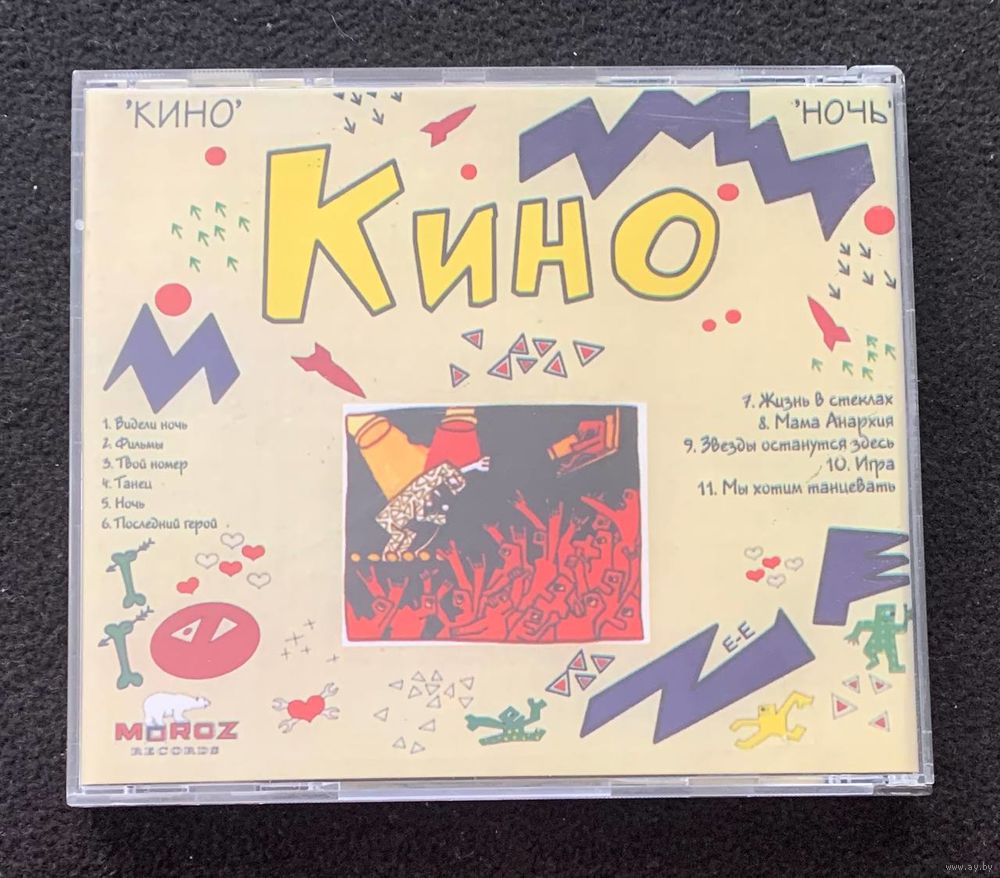 'КИНО'
'НОЧЬ'
Кино
1. Видели ночь
2. Фильмы
3. Твой номер
4. Танец
5. Ночь
6. Последний герой
7. Жизнь в стеклах
8. Мама Анархия
9. Звезды останутся здесь
10. Игра
11. Мы хотим танцевать
Е-Е
MOROZ
RECORDS
www.ay.by